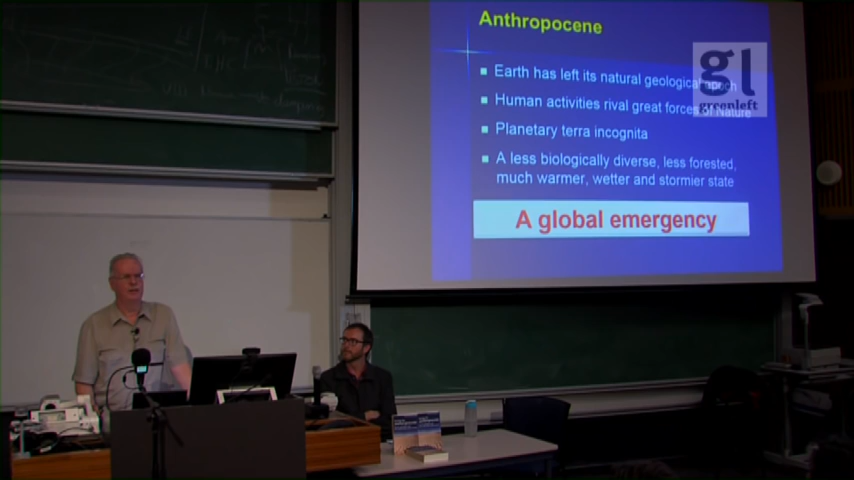 Anthropocene
gl
greenleft
Earth has left its natural geological epoch
Human activities rival great forces of Nature
Planetary terra incognita
A less biologically diverse, less forested,
much warmer, wetter and stormier state
A global emergency